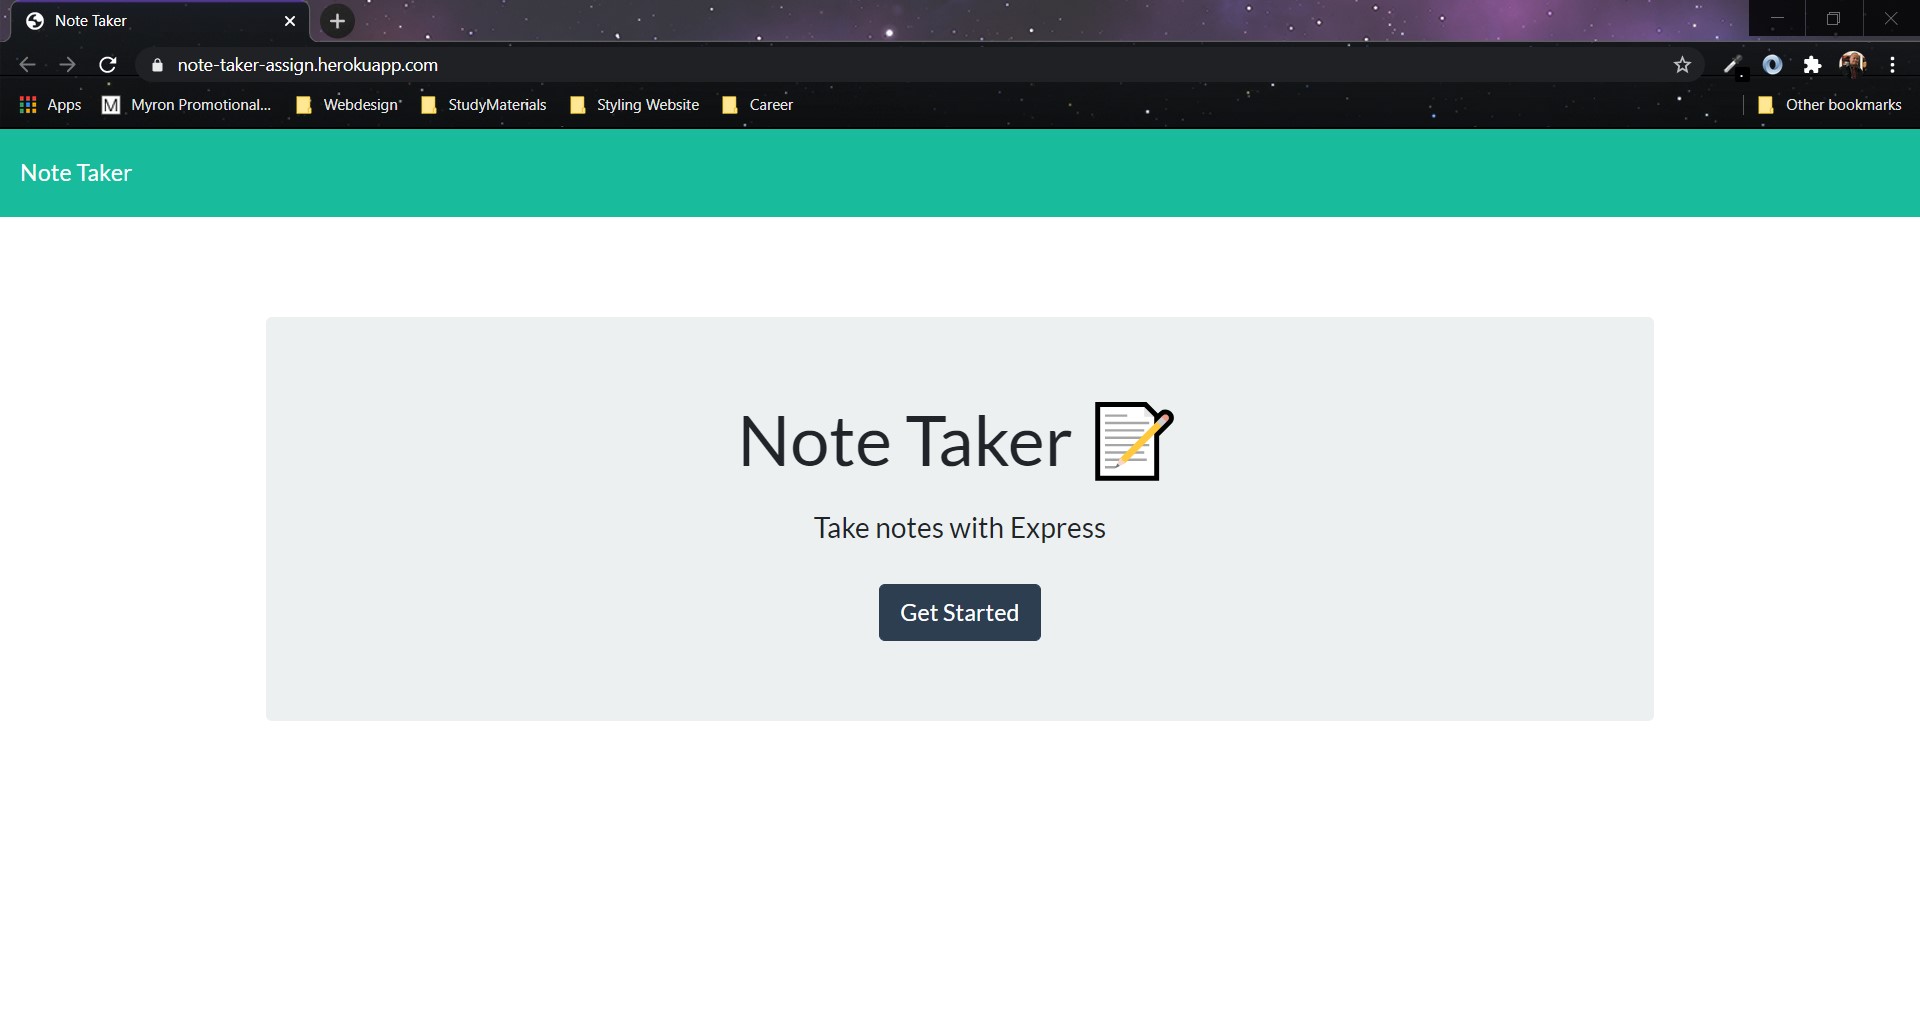 Note Taker
note-taker-assign.herokuapp.com
Apps M Myron Promotional... Webdesign StudyMaterials Styling Website Career Other bookmarks
Note Taker
Note Taker
Take notes with Express
Get Started